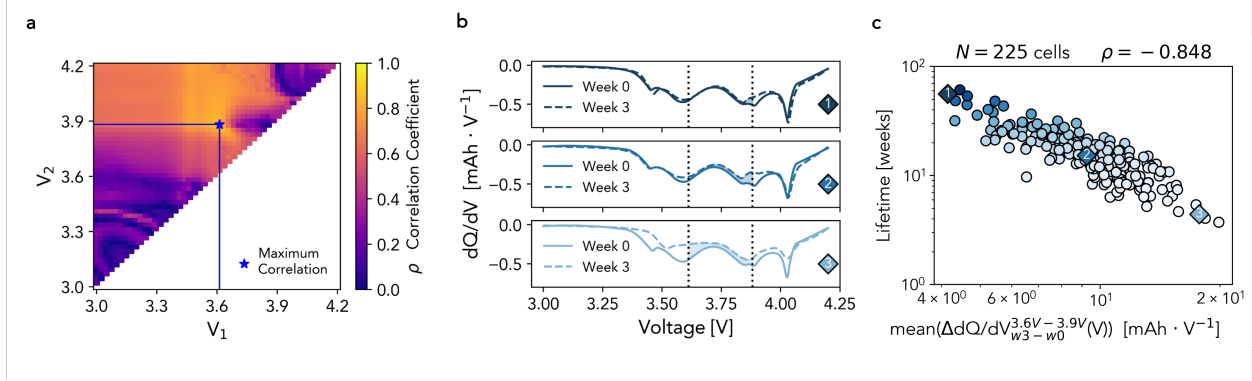 a
4.2
3.9
3.6
3.3
3.0
V₂
3.0
3.3
3.6
3.9
4.2
V₁
Maximum
Correlation
1.0
0.8
0.6
0.4
0.2
0.0
ρ Correlation Coefficient
b
0.0
−0.5
Week 0
Week 3
1
0.0
−0.5
Week 0
Week 3
2
0.0
−0.5
Week 0
Week 3
3
dQ/dV [mAh · V⁻¹]
3.00
3.25
3.50
3.75
4.00
4.25
Voltage [V]
c
N = 225 cells ρ = − 0.848
10²
10¹
10⁰
Lifetime [weeks]
1
2
3
4 × 10⁰
6 × 10⁰
10¹
2 × 10¹
mean(ΔdQ/dV^{3.6V − 3.9V}_{w3 − w0}(V)) [mAh · V⁻¹]